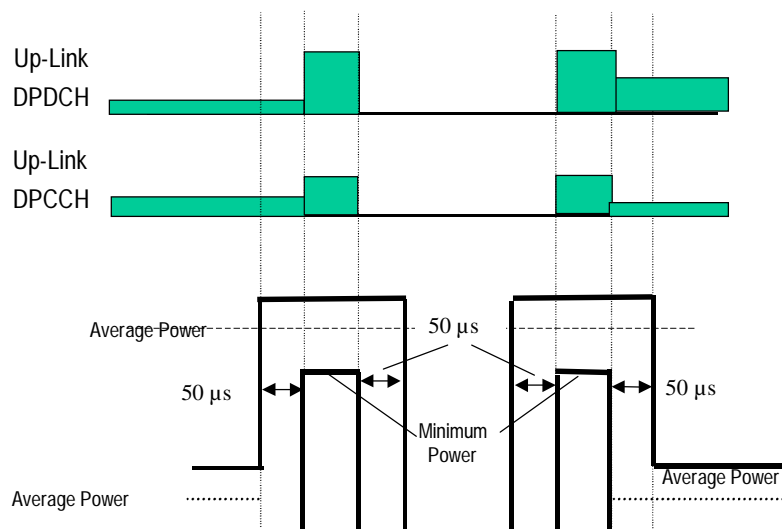 Up-Link
DPDCH
Up-Link
DPCCH
Average Power
50 µs
50 µs
50 µs
Minimum
Power
Average Power
Average Power